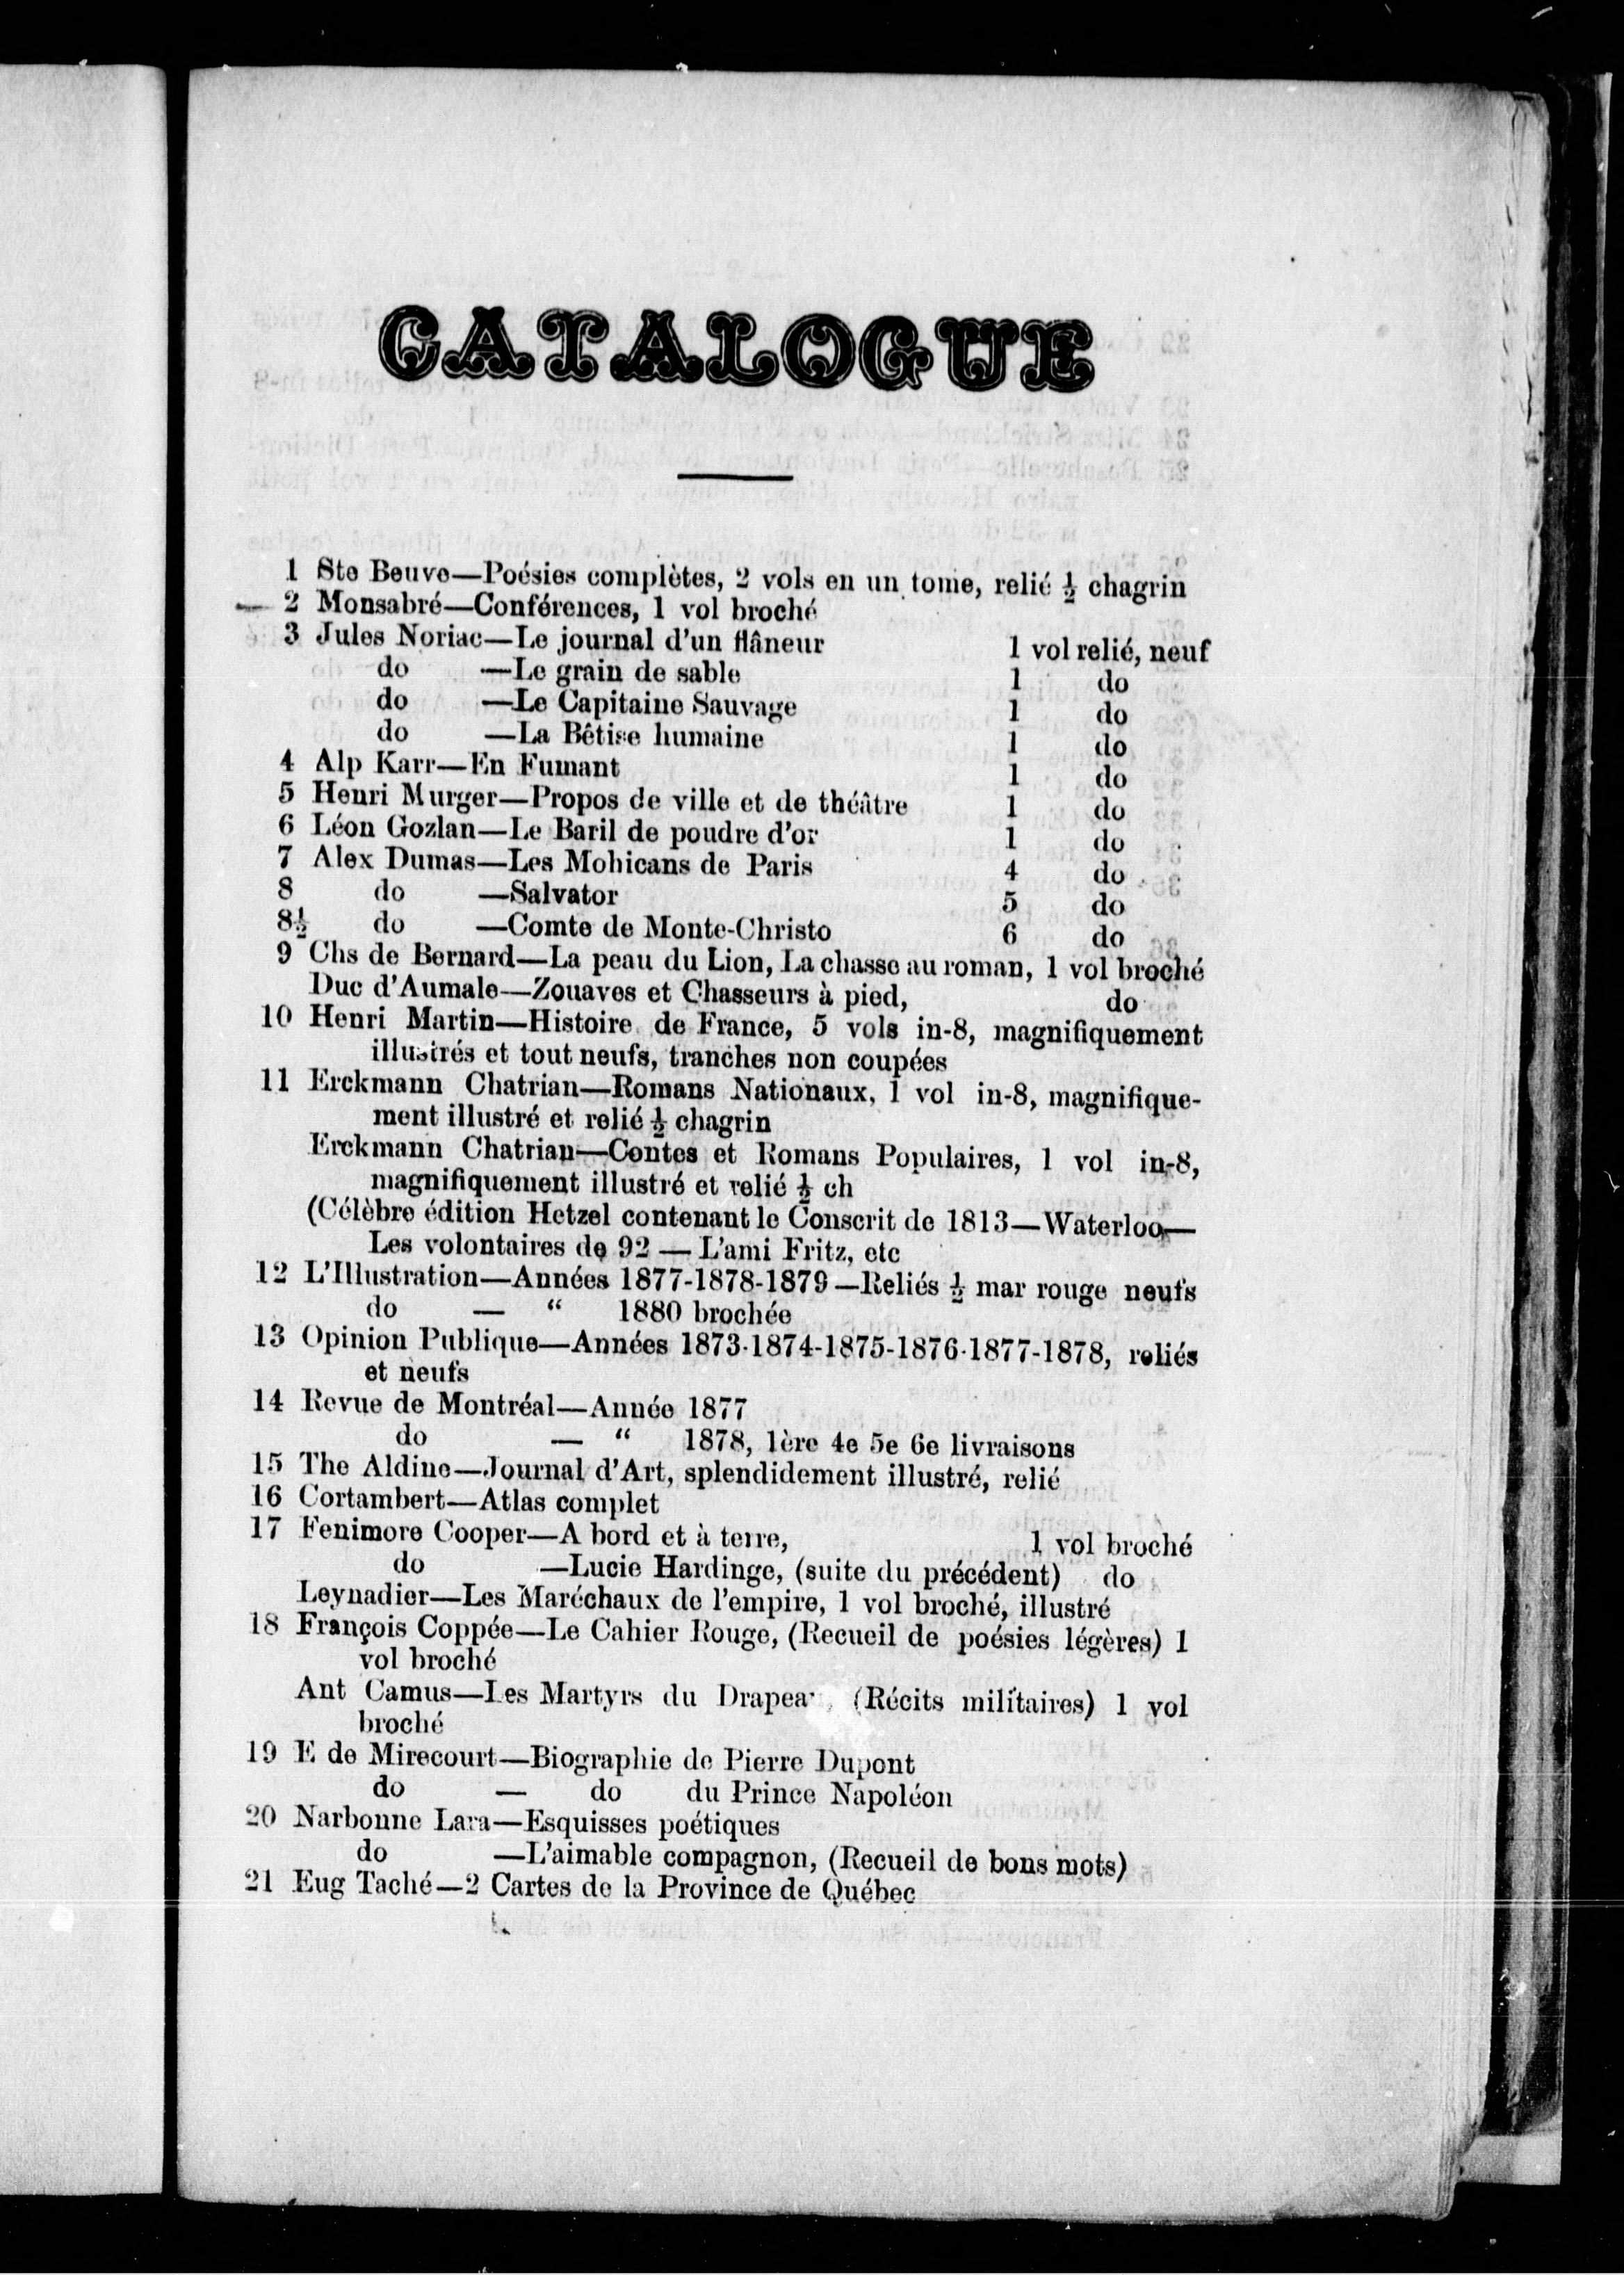 CATALOGUE
1 Ste Beuve—Poésies complètes, 2 vols en un tome, relié ½ chagrin
2 Monsabré—Conférences, 1 vol broché
3 Jules Noriac—Le journal d'un flâneur 1 vol relié, neuf
do —Le grain de sable 1 do
do —Le Capitaine Sauvage 1 do
do —La Bêtise humaine 1 do
4 Alp Karr—En Fumant 1 do
5 Henri Murger—Propos de ville et de théâtre 1 do
6 Léon Gozlan—Le Baril de poudre d'or 1 do
7 Alex Dumas—Les Mohicans de Paris 4 do
8 do —Salvator 5 do
8½ do —Comte de Monte-Christo 6 do
9 Chs de Bernard—La peau du Lion, La chasse au roman, 1 vol broché
Duc d'Aumale—Zouaves et Chasseurs à pied, do
10 Henri Martin—Histoire de France, 5 vols in-8, magnifiquement
illustrés et tout neufs, tranches non coupées
11 Erckmann Chatrian—Romans Nationaux, 1 vol in-8, magnifique-
ment illustré et relié ½ chagrin
Erckmann Chatrian—Contes et Romans Populaires, 1 vol in-8,
magnifiquement illustré et relié ½ ch
(Célèbre édition Hetzel contenant le Conscrit de 1813—Waterloo—
Les volontaires de 92 — L'ami Fritz, etc
12 L'Illustration—Années 1877-1878-1879—Reliés ½ mar rouge neufs
do — “ 1880 brochée
13 Opinion Publique—Années 1873-1874-1875-1876-1877-1878, reliés
et neufs
14 Revue de Montréal—Année 1877
do — “ 1878, 1ère 4e 5e 6e livraisons
15 The Aldine—Journal d'Art, splendidement illustré, relié
16 Cortambert—Atlas complet
17 Fenimore Cooper—A bord et à terre, 1 vol broché
do —Lucie Hardinge, (suite du précédent) do
Leynadier—Les Maréchaux de l'empire, 1 vol broché, illustré
18 François Coppée—Le Cahier Rouge, (Recueil de poésies légères) 1
vol broché
Ant Camus—Les Martyrs du Drapeau, (Récits militaires) 1 vol
broché
19 E de Mirecourt—Biographie de Pierre Dupont
do — do du Prince Napoléon
20 Narbonne Lara—Esquisses poétiques
do —L'aimable compagnon, (Recueil de bons mots)
21 Eug Taché—2 Cartes de la Province de Québec